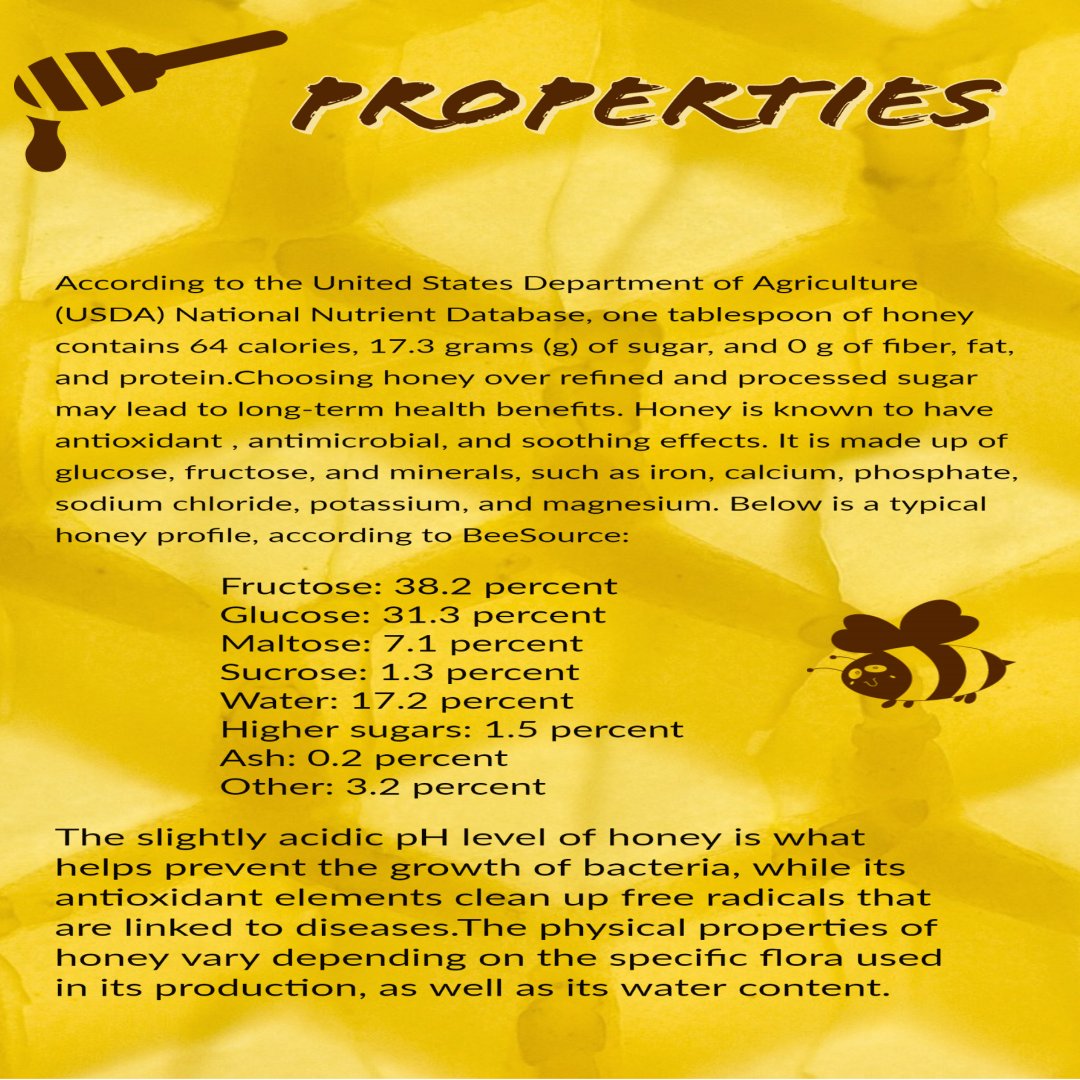 PROPERTIES
According to the United States Department of Agriculture
(USDA) National Nutrient Database, one tablespoon of honey
contains 64 calories, 17.3 grams (g) of sugar, and 0 g of fiber, fat,
and protein.Choosing honey over refined and processed sugar
may lead to long-term health benefits. Honey is known to have
antioxidant , antimicrobial, and soothing effects. It is made up of
glucose, fructose, and minerals, such as iron, calcium, phosphate,
sodium chloride, potassium, and magnesium. Below is a typical
honey profile, according to BeeSource:
Fructose: 38.2 percent
Glucose: 31.3 percent
Maltose: 7.1 percent
Sucrose: 1.3 percent
Water: 17.2 percent
Higher sugars: 1.5 percent
Ash: 0.2 percent
Other: 3.2 percent
The slightly acidic pH level of honey is what
helps prevent the growth of bacteria, while its
antioxidant elements clean up free radicals that
are linked to diseases.The physical properties of
honey vary depending on the specific flora used
in its production, as well as its water content.